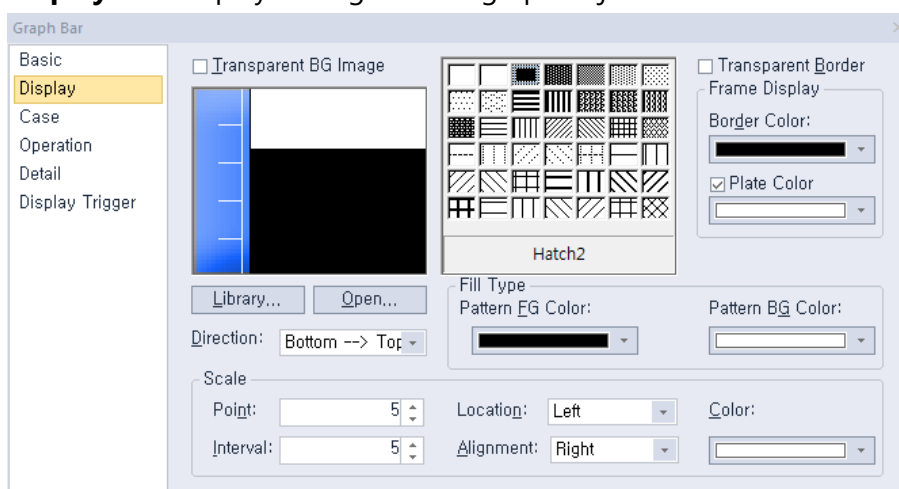 Graph Bar
Basic
Display
Case
Operation
Detail
Display Trigger
Transparent BG Image
Library...
Open...
Direction:
Bottom --> Top
Hatch2
Transparent Border
Frame Display
Border Color:
Plate Color
Fill Type
Pattern FG Color:
Pattern BG Color:
Scale
Point: 5
Location: Left
Color:
Interval: 5
Alignment: Right